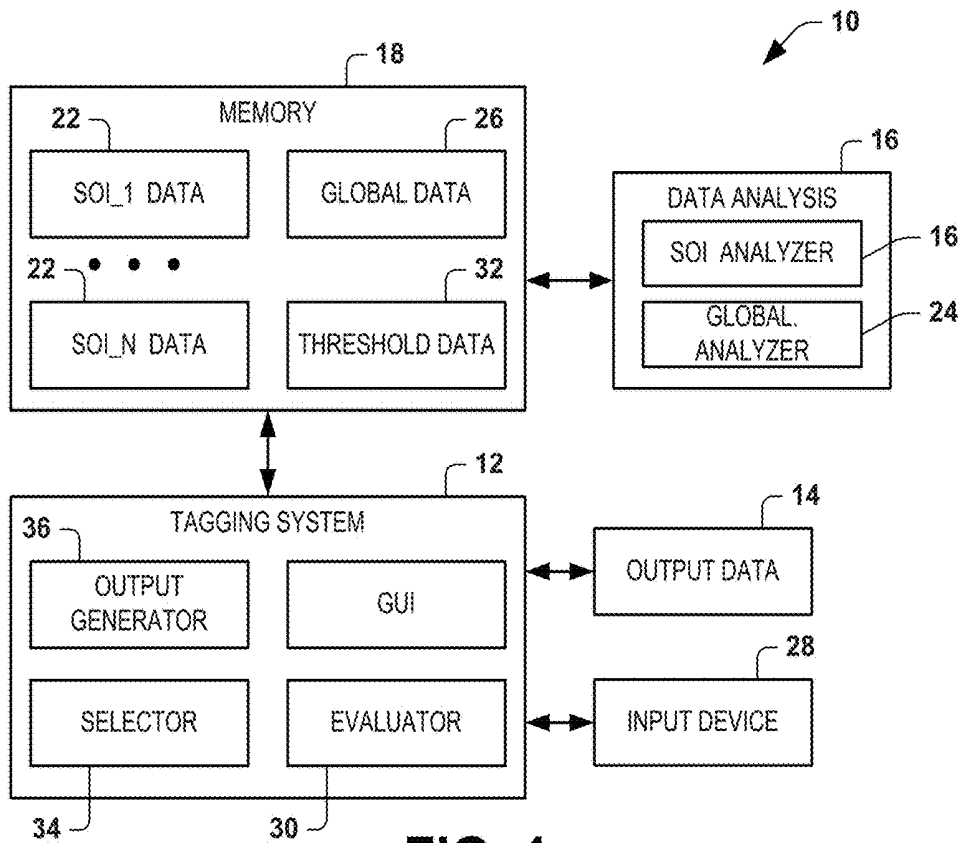 10
18
MEMORY
22
26
SOI_1 DATA
GLOBAL DATA
22
32
SOI_N DATA
THRESHOLD DATA
16
DATA ANALYSIS
SOI ANALYZER
16
GLOBAL.
ANALYZER
24
12
TAGGING SYSTEM
36
OUTPUT
GENERATOR
GUI
14
OUTPUT DATA
SELECTOR
EVALUATOR
28
INPUT DEVICE
34
30